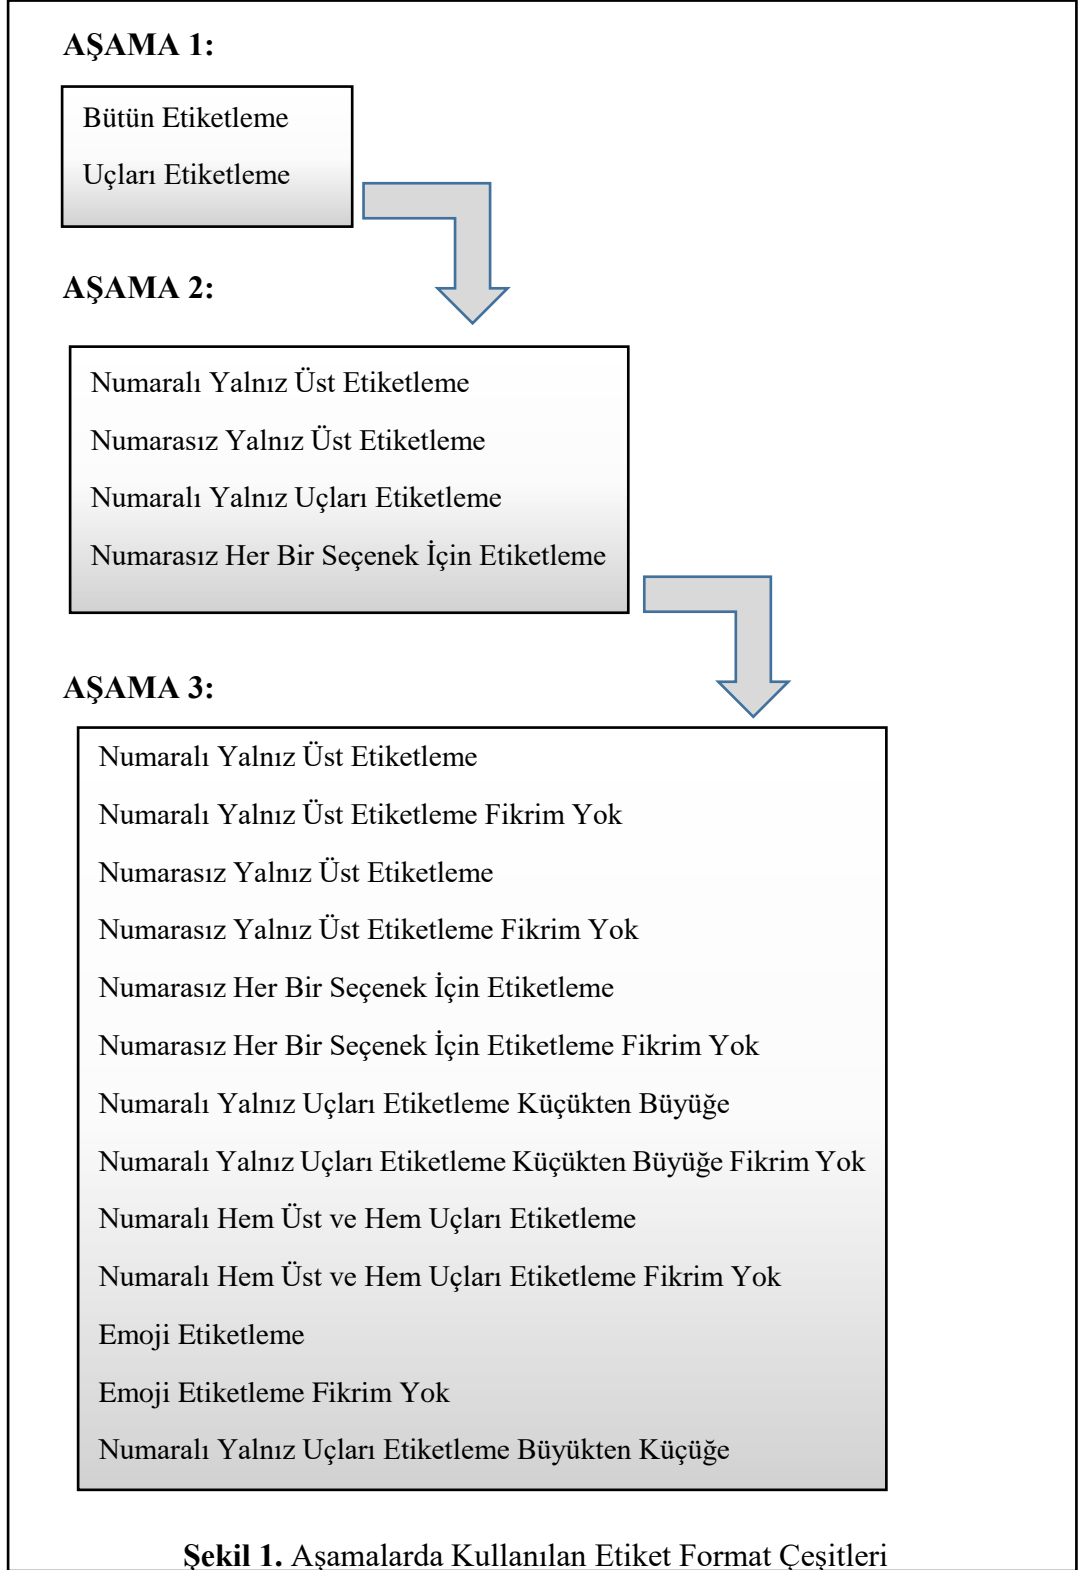 AŞAMA 1:
Bütün Etiketleme
Uçları Etiketleme
AŞAMA 2:
Numaralı Yalnız Üst Etiketleme
Numarasız Yalnız Üst Etiketleme
Numaralı Yalnız Uçları Etiketleme
Numarasız Her Bir Seçenek İçin Etiketleme
AŞAMA 3:
Numaralı Yalnız Üst Etiketleme
Numaralı Yalnız Üst Etiketleme Fikrim Yok
Numarasız Yalnız Üst Etiketleme
Numarasız Yalnız Üst Etiketleme Fikrim Yok
Numarasız Her Bir Seçenek İçin Etiketleme
Numarasız Her Bir Seçenek İçin Etiketleme Fikrim Yok
Numaralı Yalnız Uçları Etiketleme Küçükten Büyüğe
Numaralı Yalnız Uçları Etiketleme Küçükten Büyüğe Fikrim Yok
Numaralı Hem Üst ve Hem Uçları Etiketleme
Numaralı Hem Üst ve Hem Uçları Etiketleme Fikrim Yok
Emoji Etiketleme
Emoji Etiketleme Fikrim Yok
Numaralı Yalnız Uçları Etiketleme Büyükten Küçüğe
Şekil 1. Aşamalarda Kullanılan Etiket Format Çeşitleri